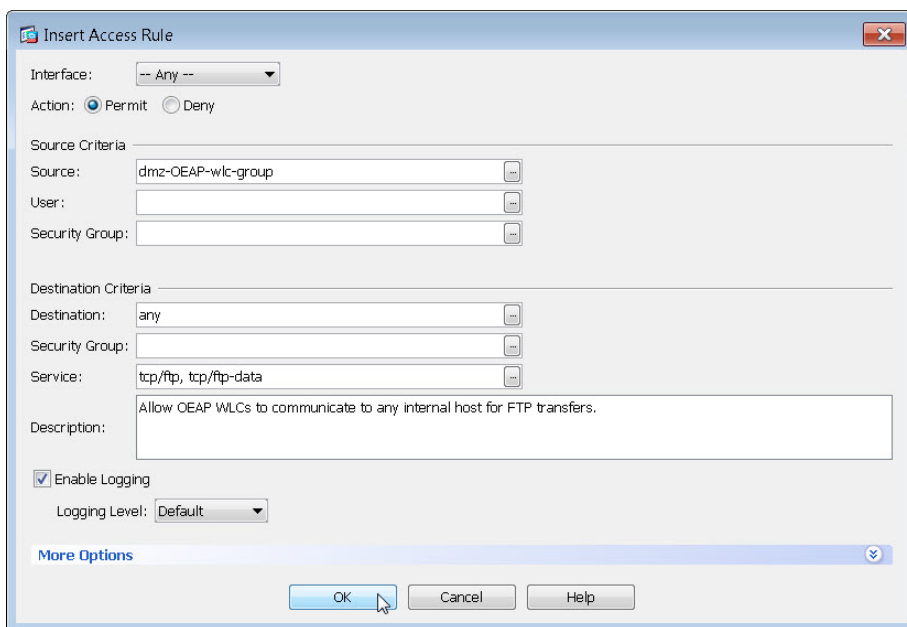 Insert Access Rule
Interface: -- Any --
Action: Permit Deny
Source Criteria
Source: dmz-OEAP-wlc-group
User:
Security Group:
Destination Criteria
Destination: any
Security Group:
Service: tcp/ftp, tcp/ftp-data
Description: Allow OEAP WLCs to communicate to any internal host for FTP transfers.
Enable Logging
Logging Level: Default
More Options
OK Cancel Help